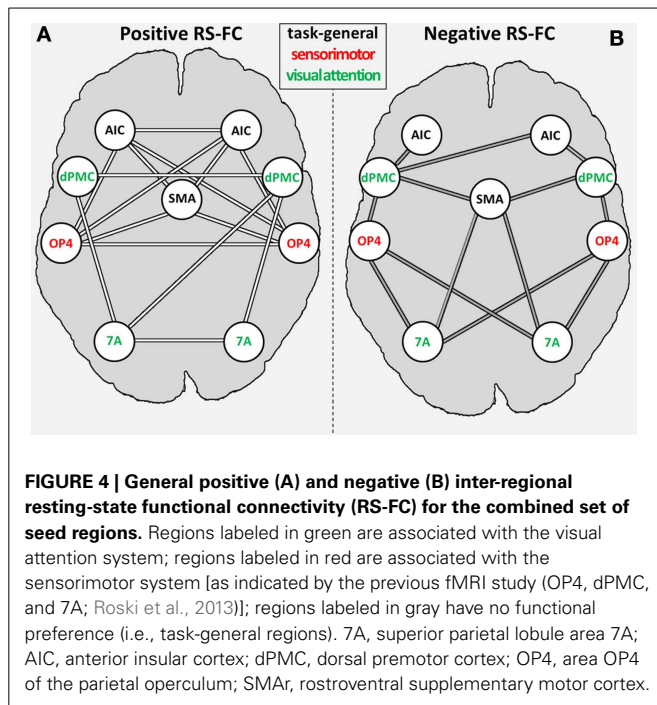 A
Positive RS-FC
task-general
sensorimotor
visual attention
Negative RS-FC
B
AIC
AIC
dPMC
dPMC
SMA
OP4
OP4
7A
7A
AIC
AIC
dPMC
dPMC
SMA
OP4
OP4
7A
7A
FIGURE 4 | General positive (A) and negative (B) inter-regional
resting-state functional connectivity (RS-FC) for the combined set of
seed regions. Regions labeled in green are associated with the visual
attention system; regions labeled in red are associated with the
sensorimotor system [as indicated by the previous fMRI study (OP4, dPMC,
and 7A; Roski et al., 2013)]; regions labeled in gray have no functional
preference (i.e., task-general regions). 7A, superior parietal lobule area 7A;
AIC, anterior insular cortex; dPMC, dorsal premotor cortex; OP4, area OP4
of the parietal operculum; SMAr, rostroventral supplementary motor cortex.